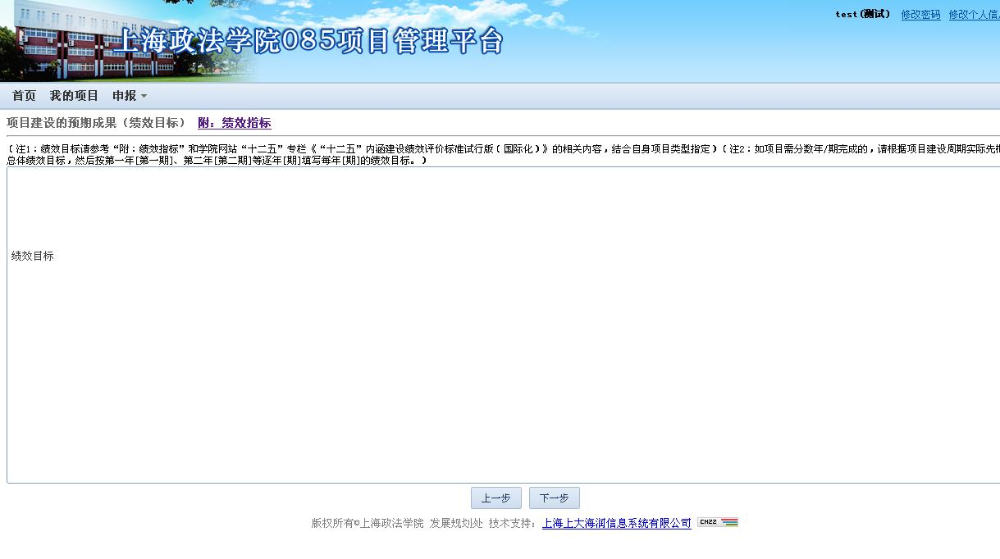 test(测试) 修改密码 修改个人信
上海政法学院085项目管理平台
首页 我的项目 申报
项目建设的预期成果（绩效目标） 附：绩效指标
（注1：绩效目标请参考“附：绩效指标”和学院网站“十二五”专栏《“十二五”内涵建设绩效评价标准试行版（国际化）》的相关内容，结合自身项目类型指定）（注2：如项目需分数年/期完成的，请根据项目建设周期实际先
总体绩效目标，然后按第一年[第一期]、第二年[第二期]等逐年[期]填写每年[期]的绩效目标。）
绩效目标
上一步 下一步
版权所有©上海政法学院 发展规划处 技术支持：上海上大海润信息系统有限公司 CNZZ